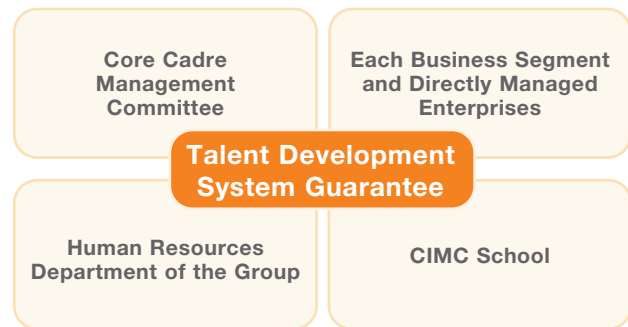 Core Cadre
Management
Committee
Each Business Segment
and Directly Managed
Enterprises
Talent Development
System Guarantee
Human Resources
Department of the Group
CIMC School